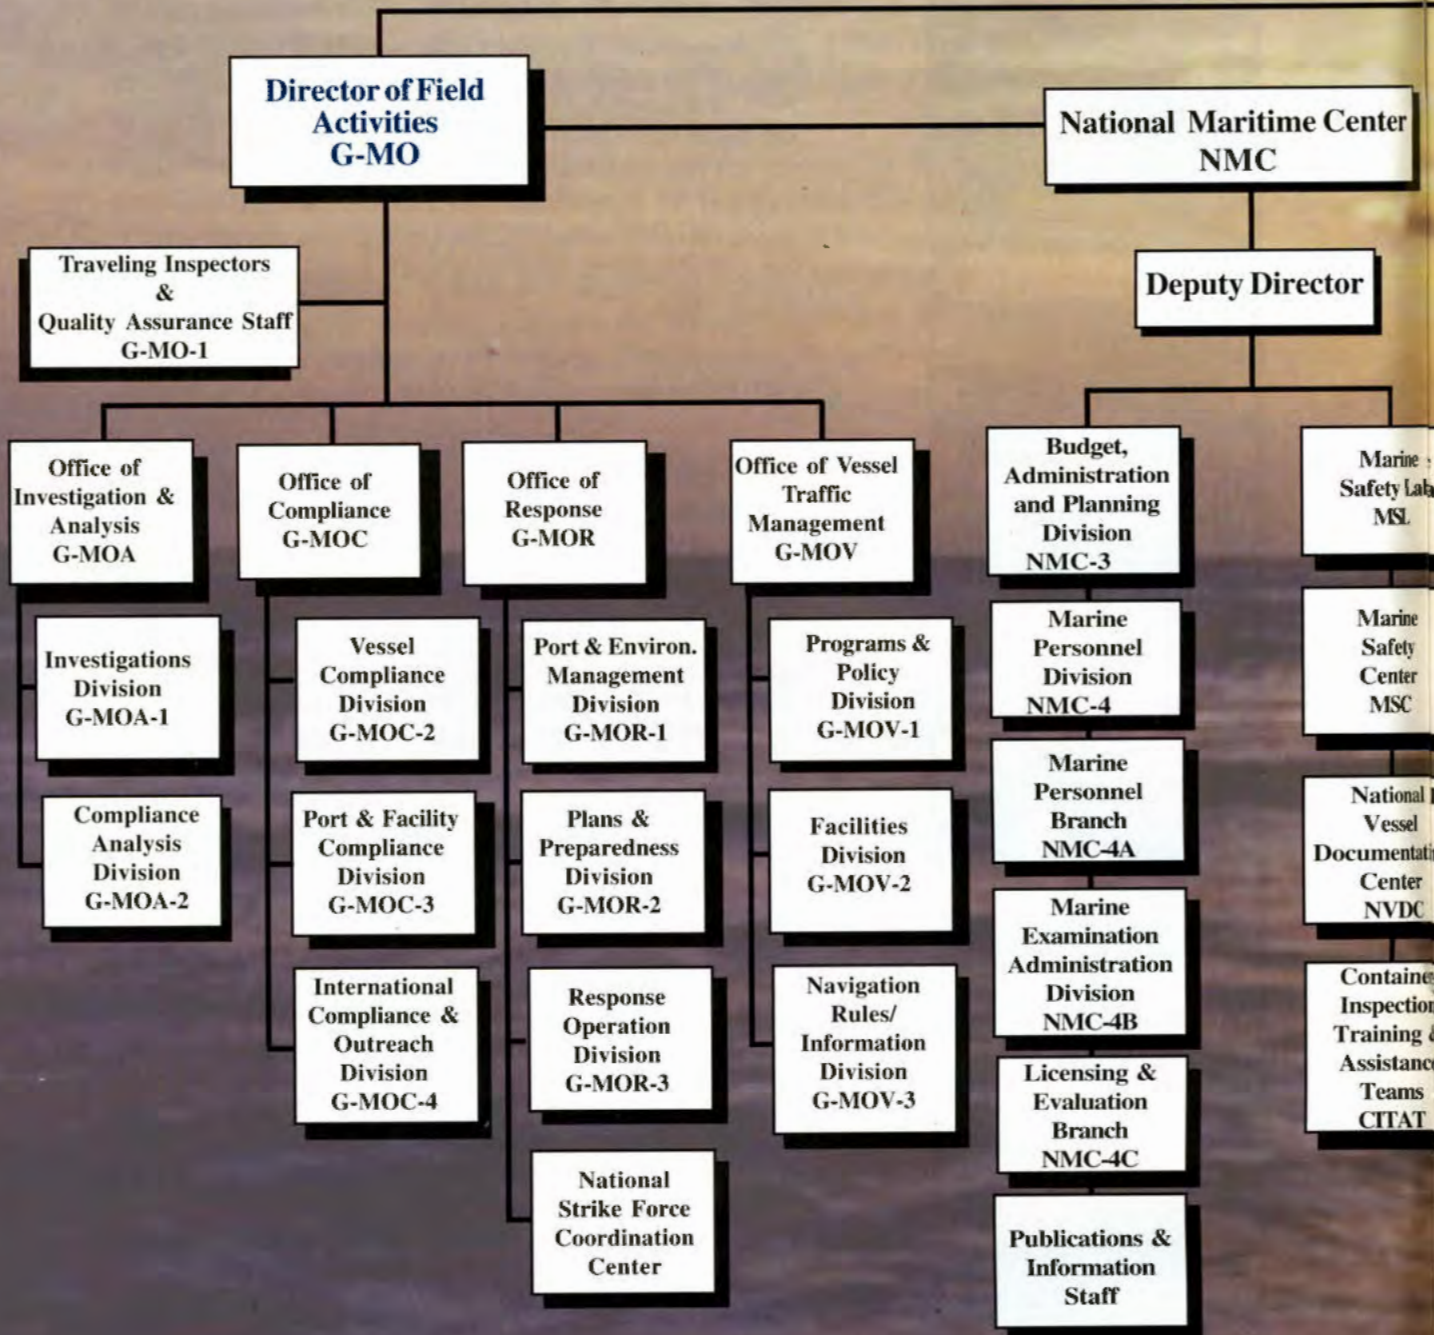 Director of Field
Activities
G-MO
National Maritime Center
NMC
Traveling Inspectors
&
Quality Assurance Staff
G-MO-1
Deputy Director
Office of
Investigation &
Analysis
G-MOA
Office of
Compliance
G-MOC
Office of
Response
G-MOR
Office of Vessel
Traffic
Management
G-MOV
Budget,
Administration
and Planning
Division
NMC-3
Marine
Safety
MSL
Investigations
Division
G-MOA-1
Vessel
Compliance
Division
G-MOC-2
Port & Environ.
Management
Division
G-MOR-1
Programs &
Policy
Division
G-MOV-1
Marine
Personnel
Division
NMC-4
Marine
Safety
Center
MSC
Compliance
Analysis
Division
G-MOA-2
Port & Facility
Compliance
Division
G-MOC-3
Plans &
Preparedness
Division
G-MOR-2
Facilities
Division
G-MOV-2
Marine
Personnel
Branch
NMC-4A
National
Vessel
Center
NVDC
International
Compliance &
Outreach
Division
G-MOC-4
Response
Operation
Division
G-MOR-3
Navigation
Rules/
Information
Division
G-MOV-3
Marine
Examination
Administration
Division
NMC-4B
Training
Teams
CITAT
Licensing &
Evaluation
Branch
NMC-4C
National
Strike Force
Coordination
Center
Publications &
Information
Staff